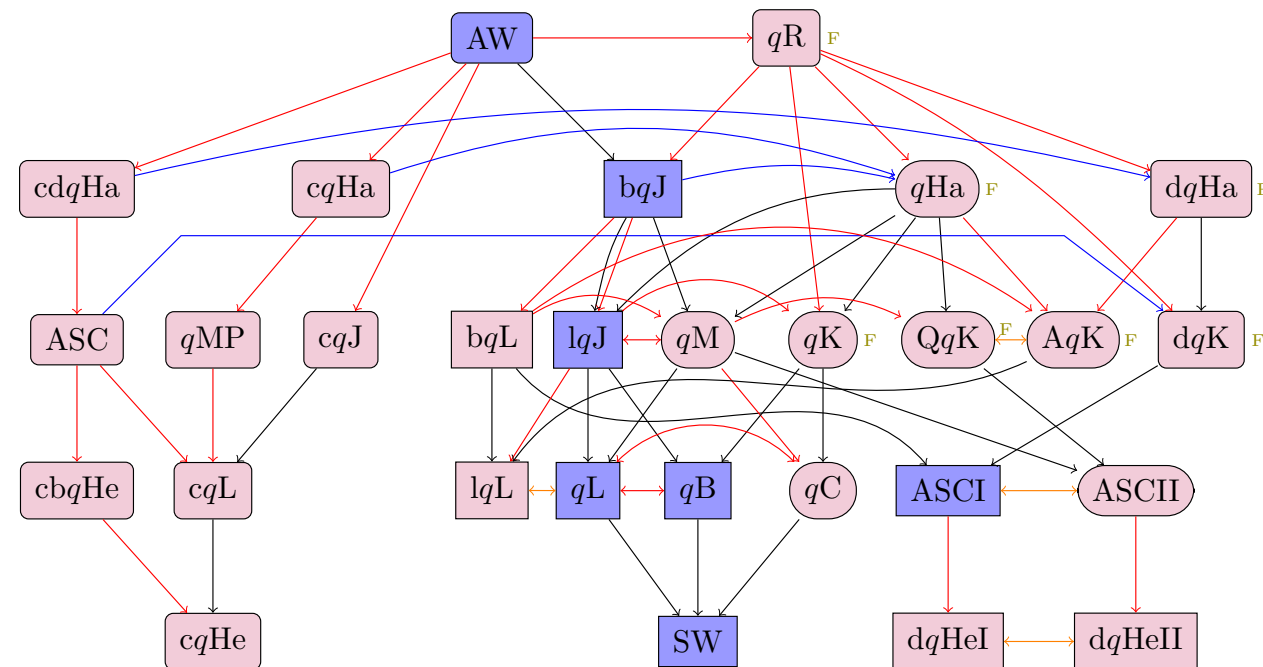 AW qR F
cdqHa cqHa bqJ qHa F dqHa F
ASC qMP cqJ bqL lqJ qM qK F QqK F AqK F dqK F
cbqHe cqL lqL qL qB qC ASCI ASCII
cqHe SW dqHeI dqHeII